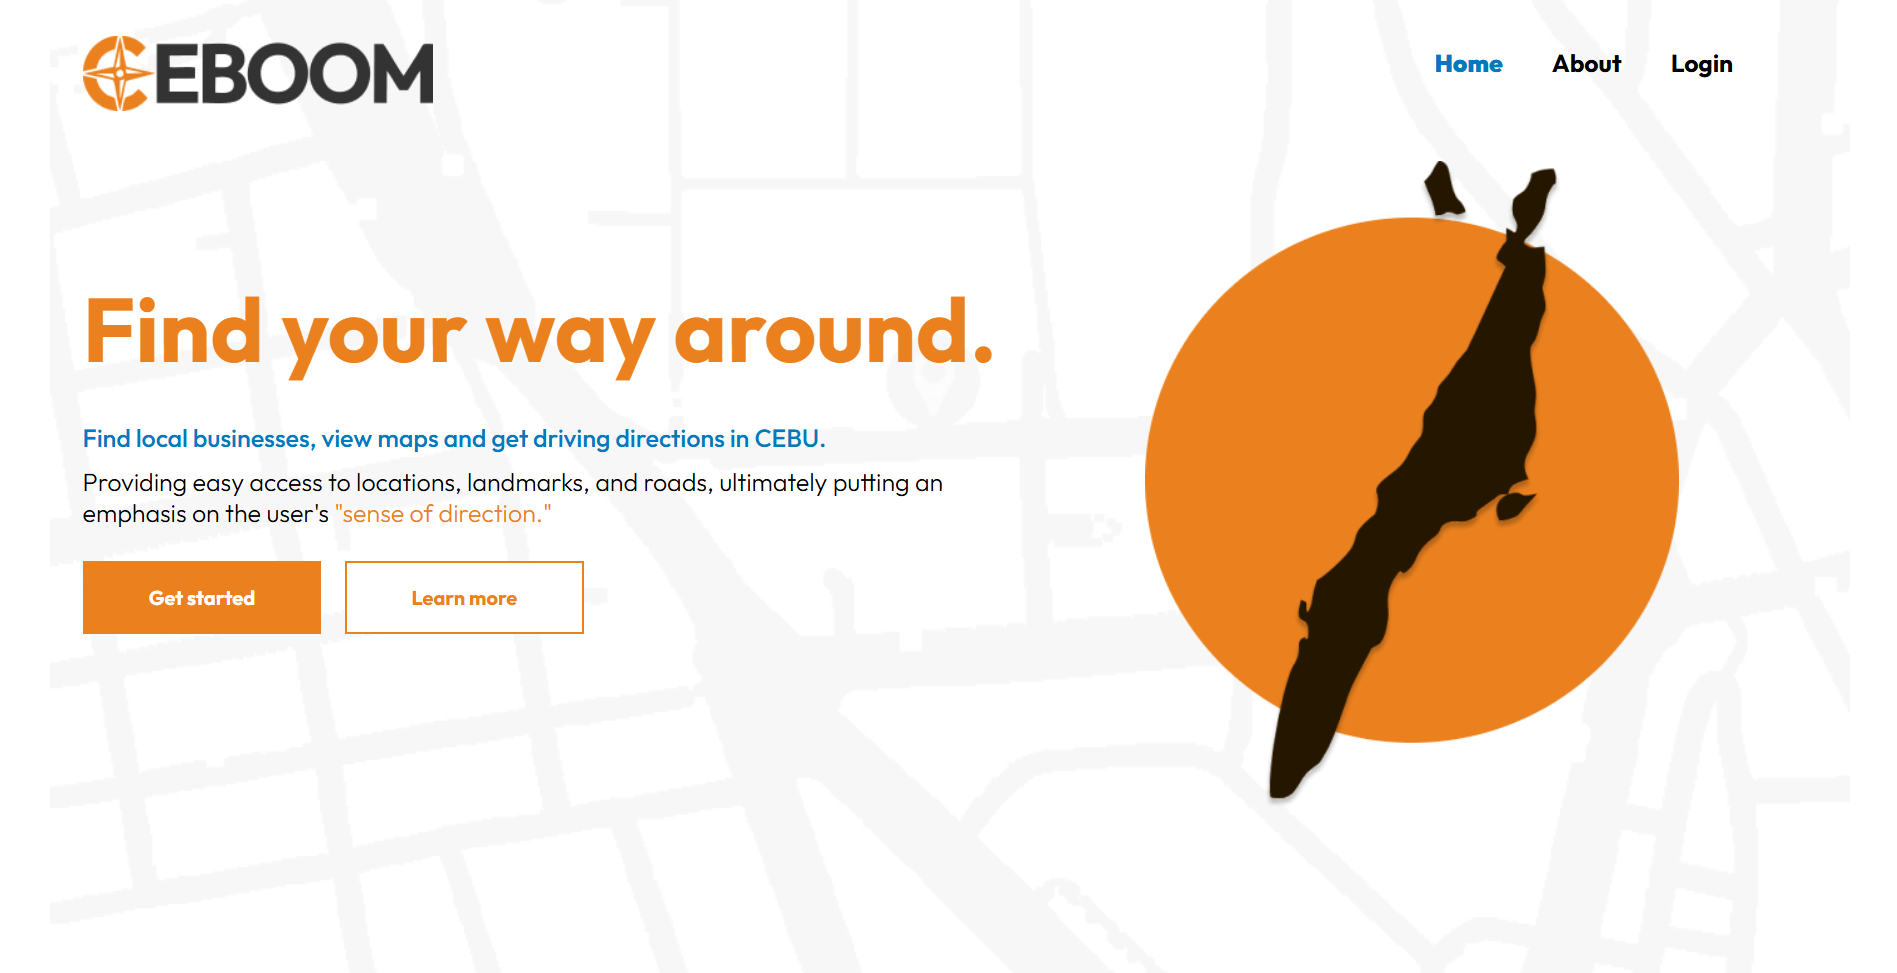 CEBOOM
Home About Login
Find your way around.
Find local businesses, view maps and get driving directions in CEBU.
Providing easy access to locations, landmarks, and roads, ultimately putting an
emphasis on the user's "sense of direction."
Get started Learn more